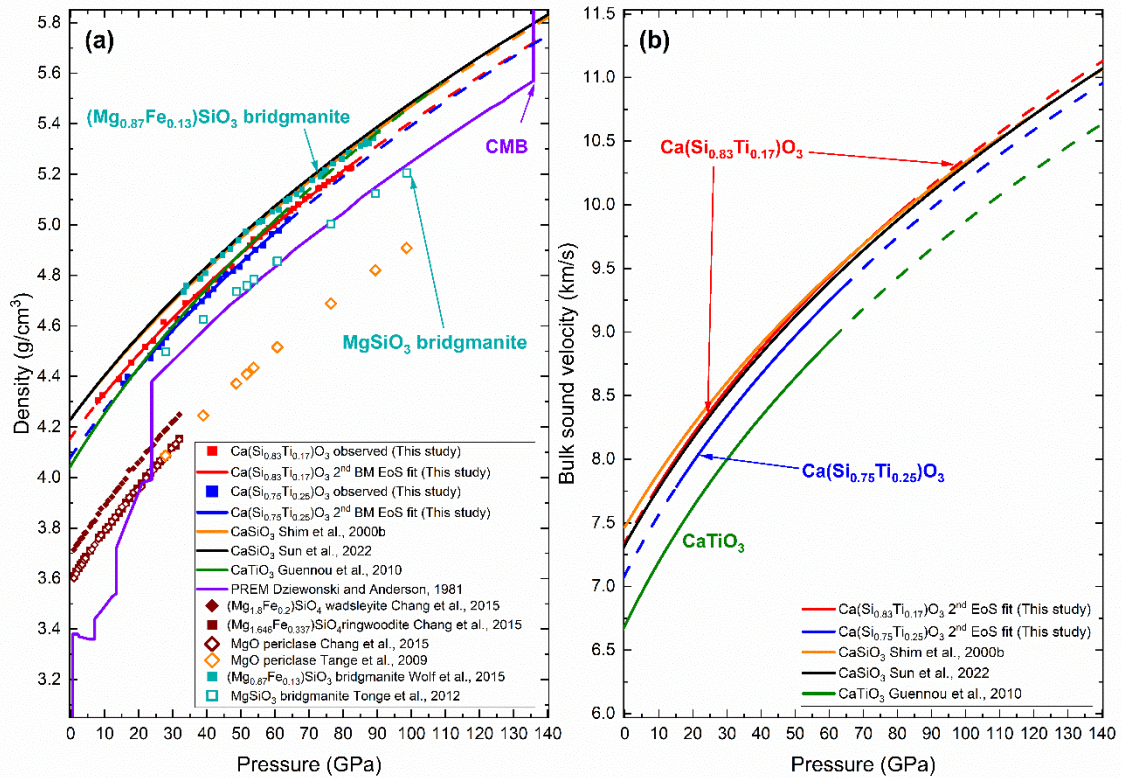 (a)
5.8
5.6
5.4
5.2
5.0
4.8
4.6
4.4
4.2
4.0
3.8
3.6
3.4
3.2
Density (g/cm³)
(Mg₀.₈₇Fe₀.₁₃)SiO₃ bridgmanite
CMB
MgSiO₃ bridgmanite
Ca(Si₀.₈₃Ti₀.₁₇)O₃ observed (This study)
Ca(Si₀.₈₃Ti₀.₁₇)O₃ 2ⁿᵈ BM EoS fit (This study)
Ca(Si₀.₇₅Ti₀.₂₅)O₃ observed (This study)
Ca(Si₀.₇₅Ti₀.₂₅)O₃ 2ⁿᵈ BM EoS fit (This study)
CaSiO₃ Shim et al., 2000b
CaSiO₃ Sun et al., 2022
CaTiO₃ Guennou et al., 2010
PREM Dziewonski and Anderson, 1981
(Mg₁.₈Fe₀.₂)SiO₄ wadsleyite Chang et al., 2015
(Mg₁.₆₄₆Fe₀.₃₃₇)SiO₄ringwoodite Chang et al., 2015
MgO periclase Chang et al., 2015
MgO periclase Tange et al., 2009
(Mg₀.₈₇Fe₀.₁₃)SiO₃ bridgmanite Wolf et al., 2015
MgSiO₃ bridgmanite Tonge et al., 2012
0 10 20 30 40 50 60 70 80 90 100 110 120 130 140
Pressure (GPa)
(b)
11.5
11.0
10.5
10.0
9.5
9.0
8.5
8.0
7.5
7.0
6.5
6.0
Bulk sound velocity (km/s)
Ca(Si₀.₈₃Ti₀.₁₇)O₃
Ca(Si₀.₇₅Ti₀.₂₅)O₃
CaTiO₃
Ca(Si₀.₈₃Ti₀.₁₇)O₃ 2ⁿᵈ EoS fit (This study)
Ca(Si₀.₇₅Ti₀.₂₅)O₃ 2ⁿᵈ EoS fit (This study)
CaSiO₃ Shim et al., 2000b
CaSiO₃ Sun et al., 2022
CaTiO₃ Guennou et al., 2010
0 10 20 30 40 50 60 70 80 90 100 110 120 130 140
Pressure (GPa)